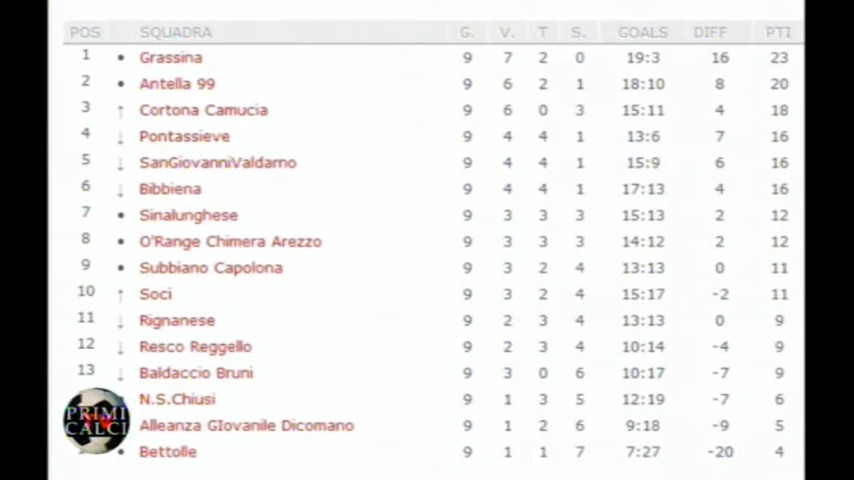 POS SQUADRA G. V. T S. GOALS DIFF PTI
1 • Grassina 9 7 2 0 19:3 16 23
2 • Antella 99 9 6 2 1 18:10 8 20
3 ↑ Cortona Camucia 9 6 0 3 15:11 4 18
4 ↓ Pontassieve 9 4 4 1 13:6 7 16
5 ↓ SanGiovanniValdarno 9 4 4 1 15:9 6 16
6 ↓ Bibbiena 9 4 4 1 17:13 4 16
7 • Sinalunghese 9 3 3 3 15:13 2 12
8 • O'Range Chimera Arezzo 9 3 3 3 14:12 2 12
9 • Subbiano Capolona 9 3 2 4 13:13 0 11
10 ↑ Soci 9 3 2 4 15:17 -2 11
11 ↓ Rignanese 9 2 3 4 13:13 0 9
12 ↓ Resco Reggello 9 2 3 4 10:14 -4 9
13 ↓ Baldaccio Bruni 9 3 0 6 10:17 -7 9
N.S.Chiusi 9 1 3 5 12:19 -7 6
Alleanza GIovanile Dicomano 9 1 2 6 9:18 -9 5
• Bettolle 9 1 1 7 7:27 -20 4
PRIMI
CALCI